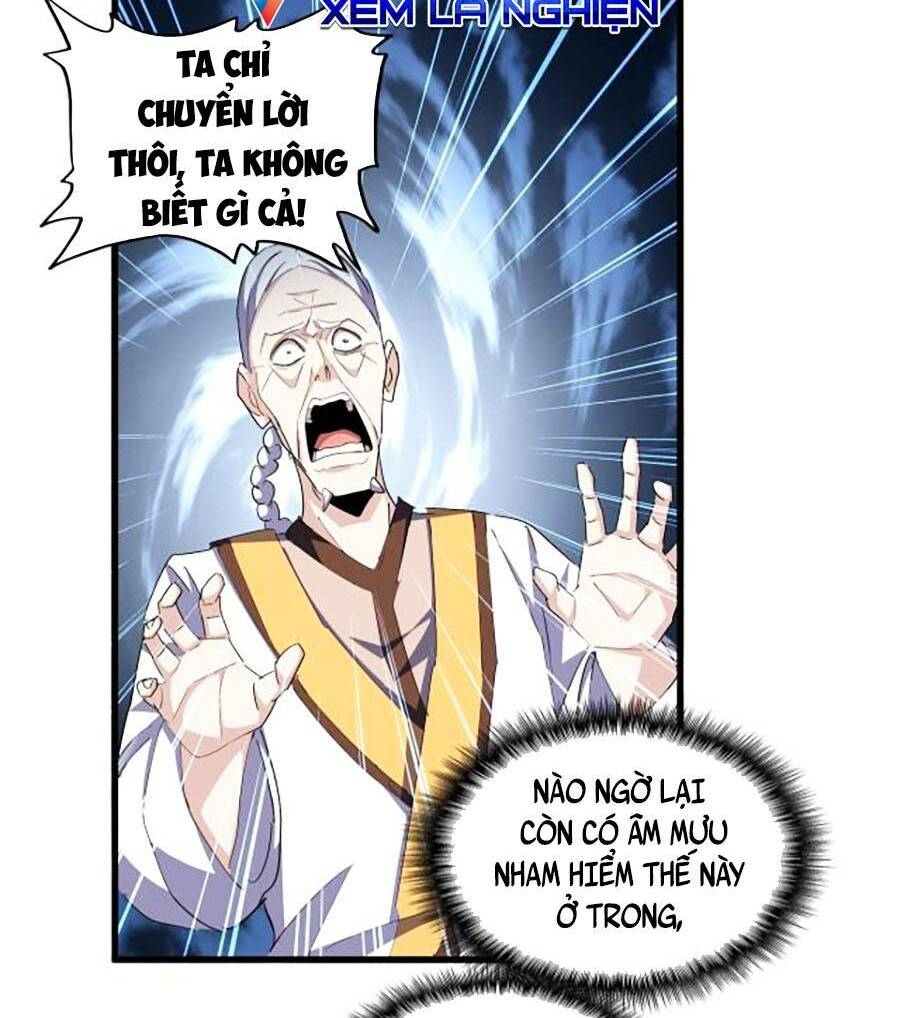 XEM LÀ NGHIỆN
TA CHỈ
CHUYỂN LỜI
THÔI, TA KHÔNG
BIẾT GÌ CẢ!
NÀO NGỜ LẠI
CÒN CÓ ÂM MƯU
NHAM HIỂM THẾ NÀY
Ở TRONG,